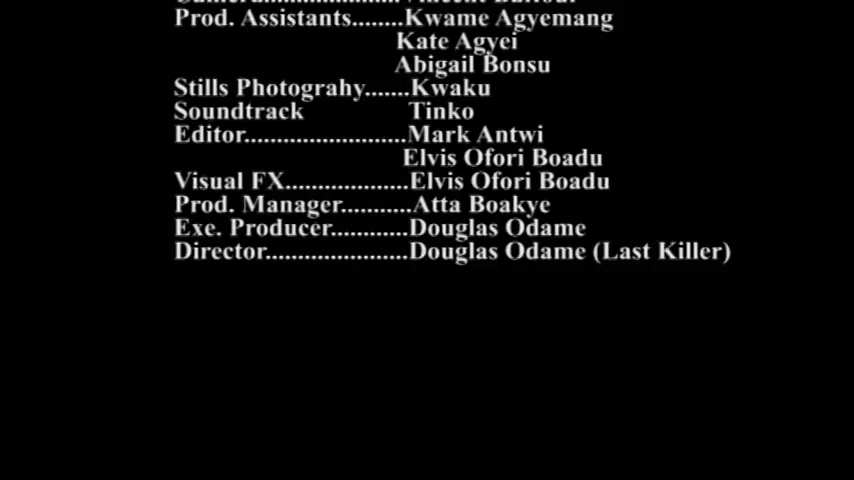 Prod. Assistants........Kwame Agyemang
Kate Agyei
Abigail Bonsu
Stills Photograhy.......Kwaku
Soundtrack Tinko
Editor.........................Mark Antwi
Elvis Ofori Boadu
Visual FX...................Elvis Ofori Boadu
Prod. Manager...........Atta Boakye
Exe. Producer............Douglas Odame
Director......................Douglas Odame (Last Killer)